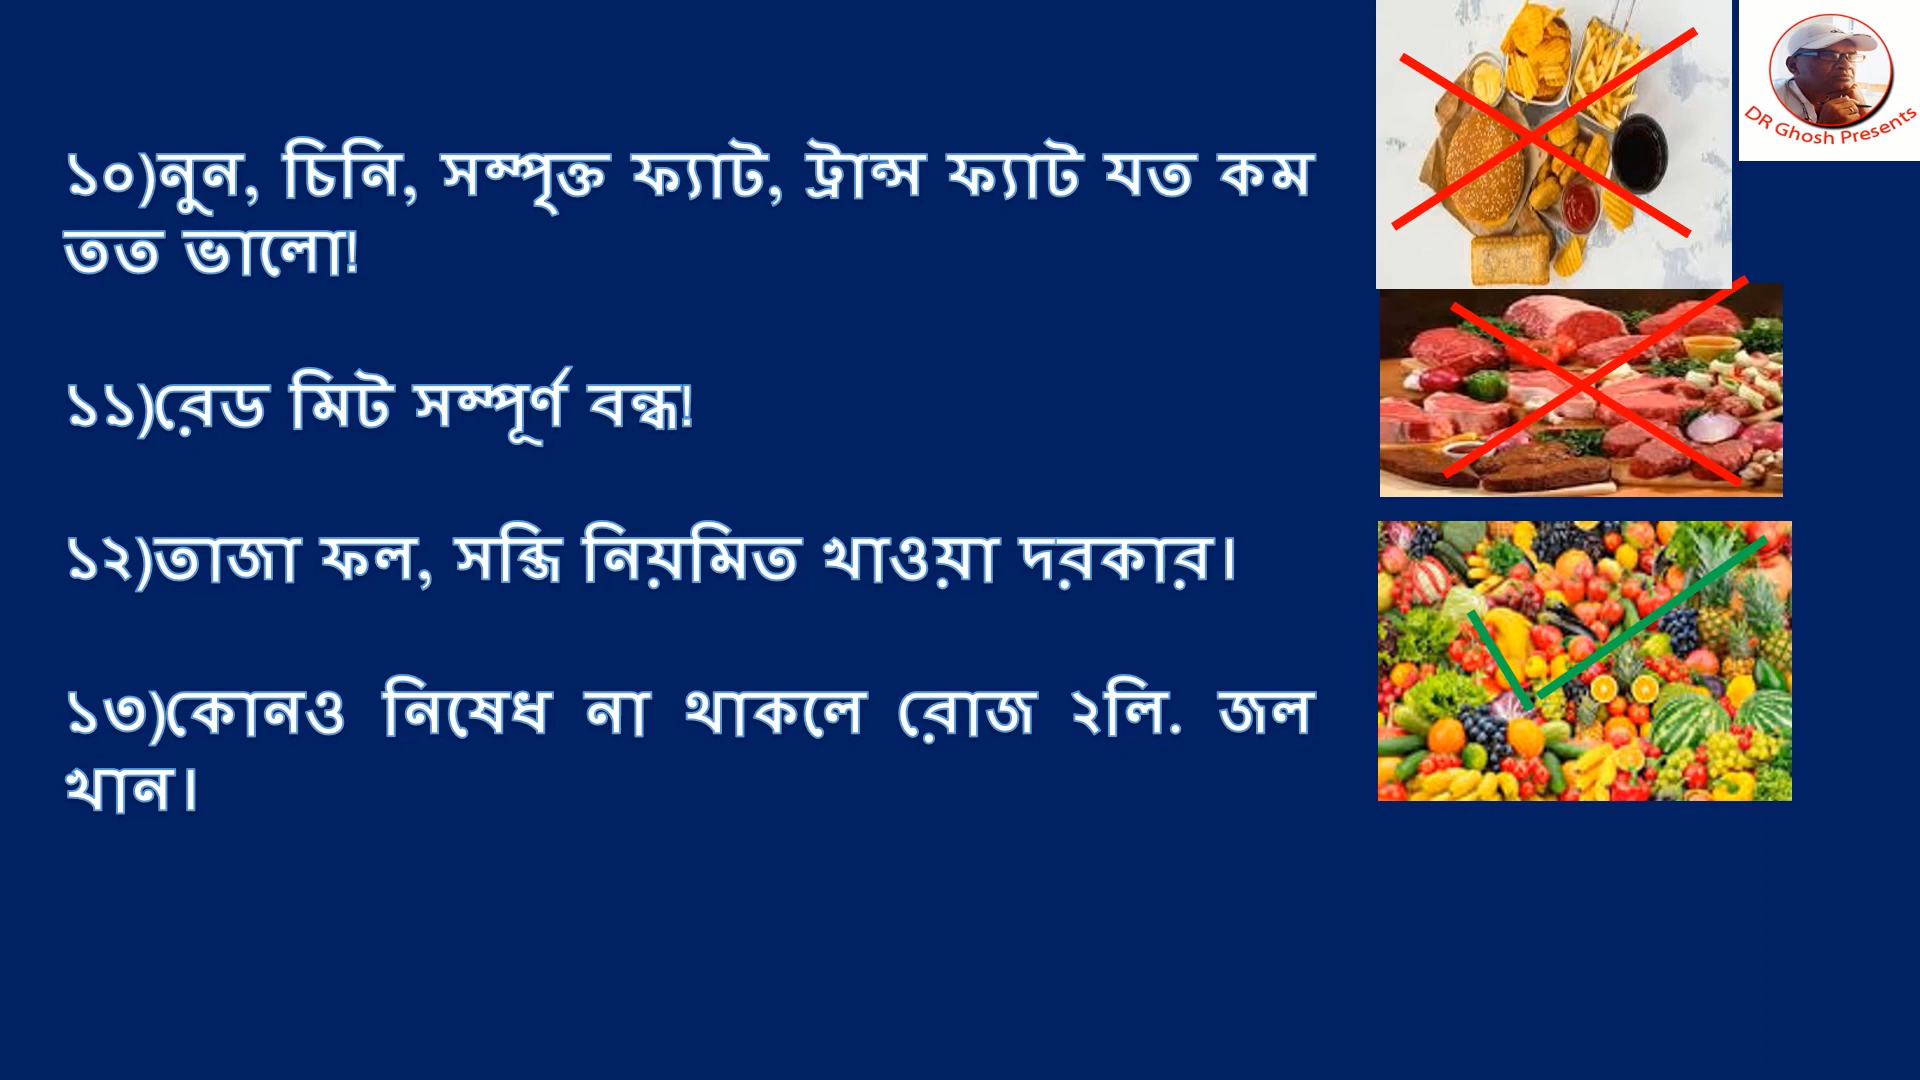 ১০)নুন, চিনি, সম্পৃক্ত ফ্যাট, ট্রান্স ফ্যাট যত কম
তত ভালো!
১১)রেড মিট সম্পূর্ণ বন্ধ!
১২)তাজা ফল, সব্জি নিয়মিত খাওয়া দরকার।
১৩)কোনও নিষেধ না থাকলে রোজ ২লি. জল
খান।
DR Ghosh Presents